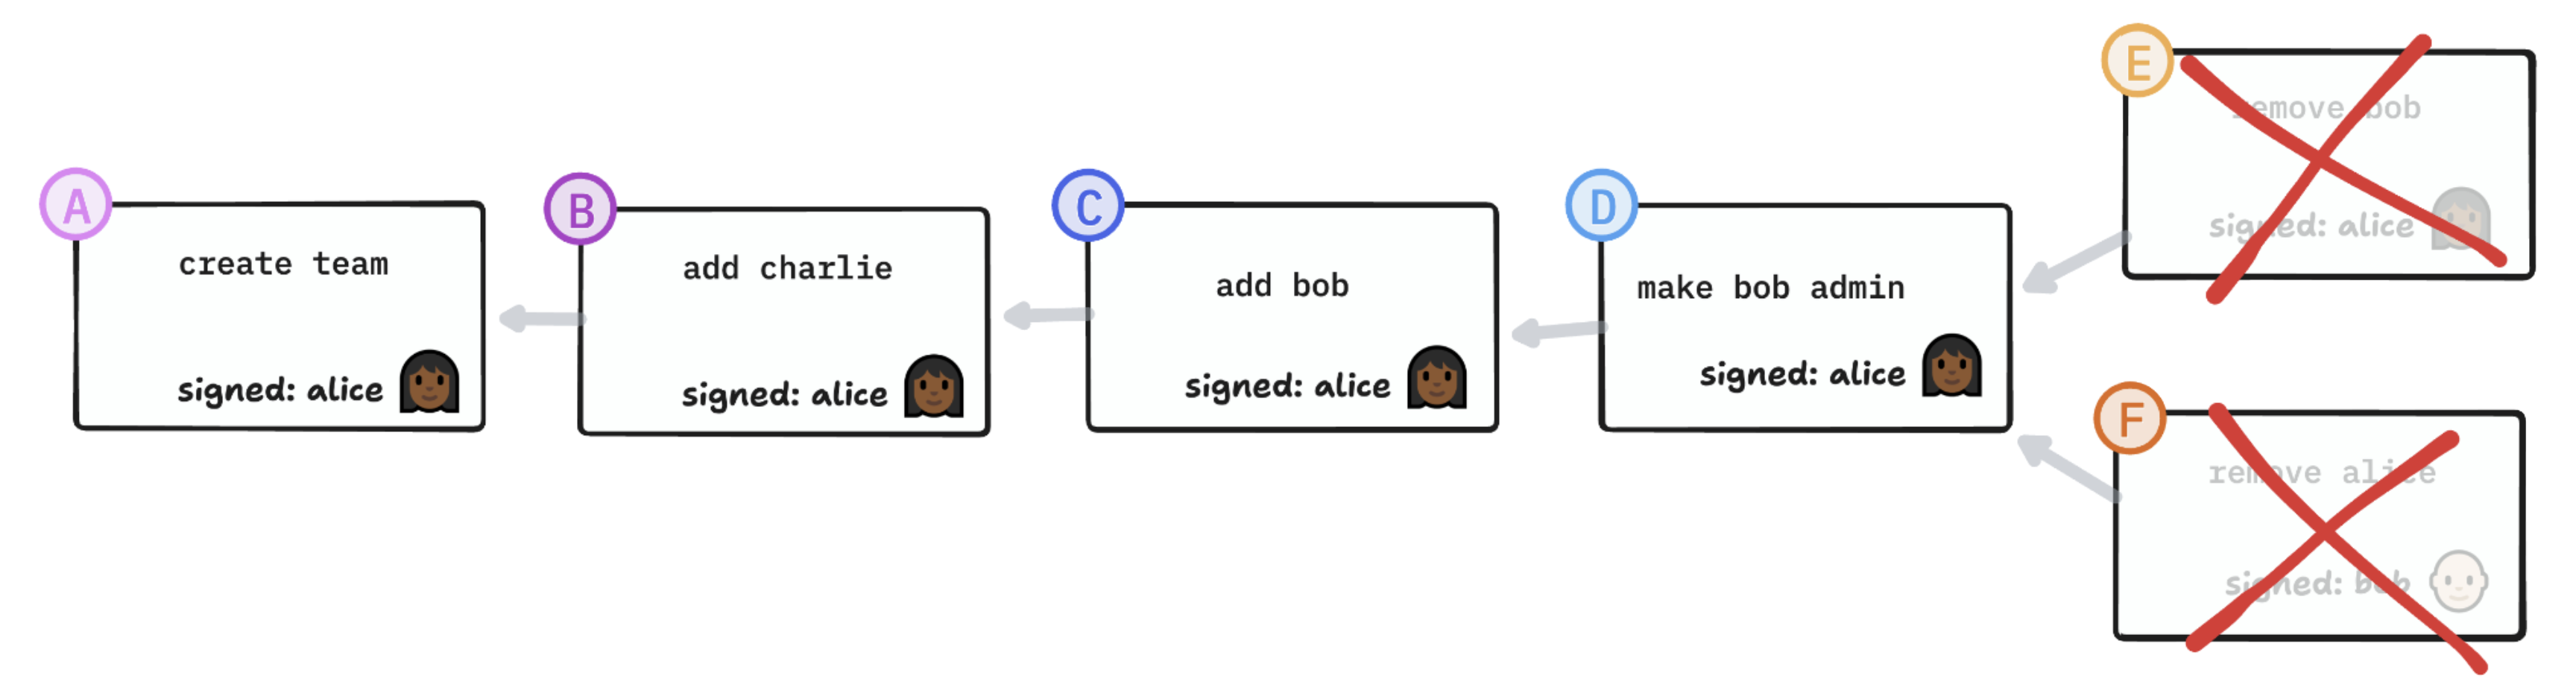 A
create team
signed: alice
B
add charlie
signed: alice
C
add bob
signed: alice
D
make bob admin
signed: alice
E
remove bob
signed: alice
F
remove alice
signed: bob